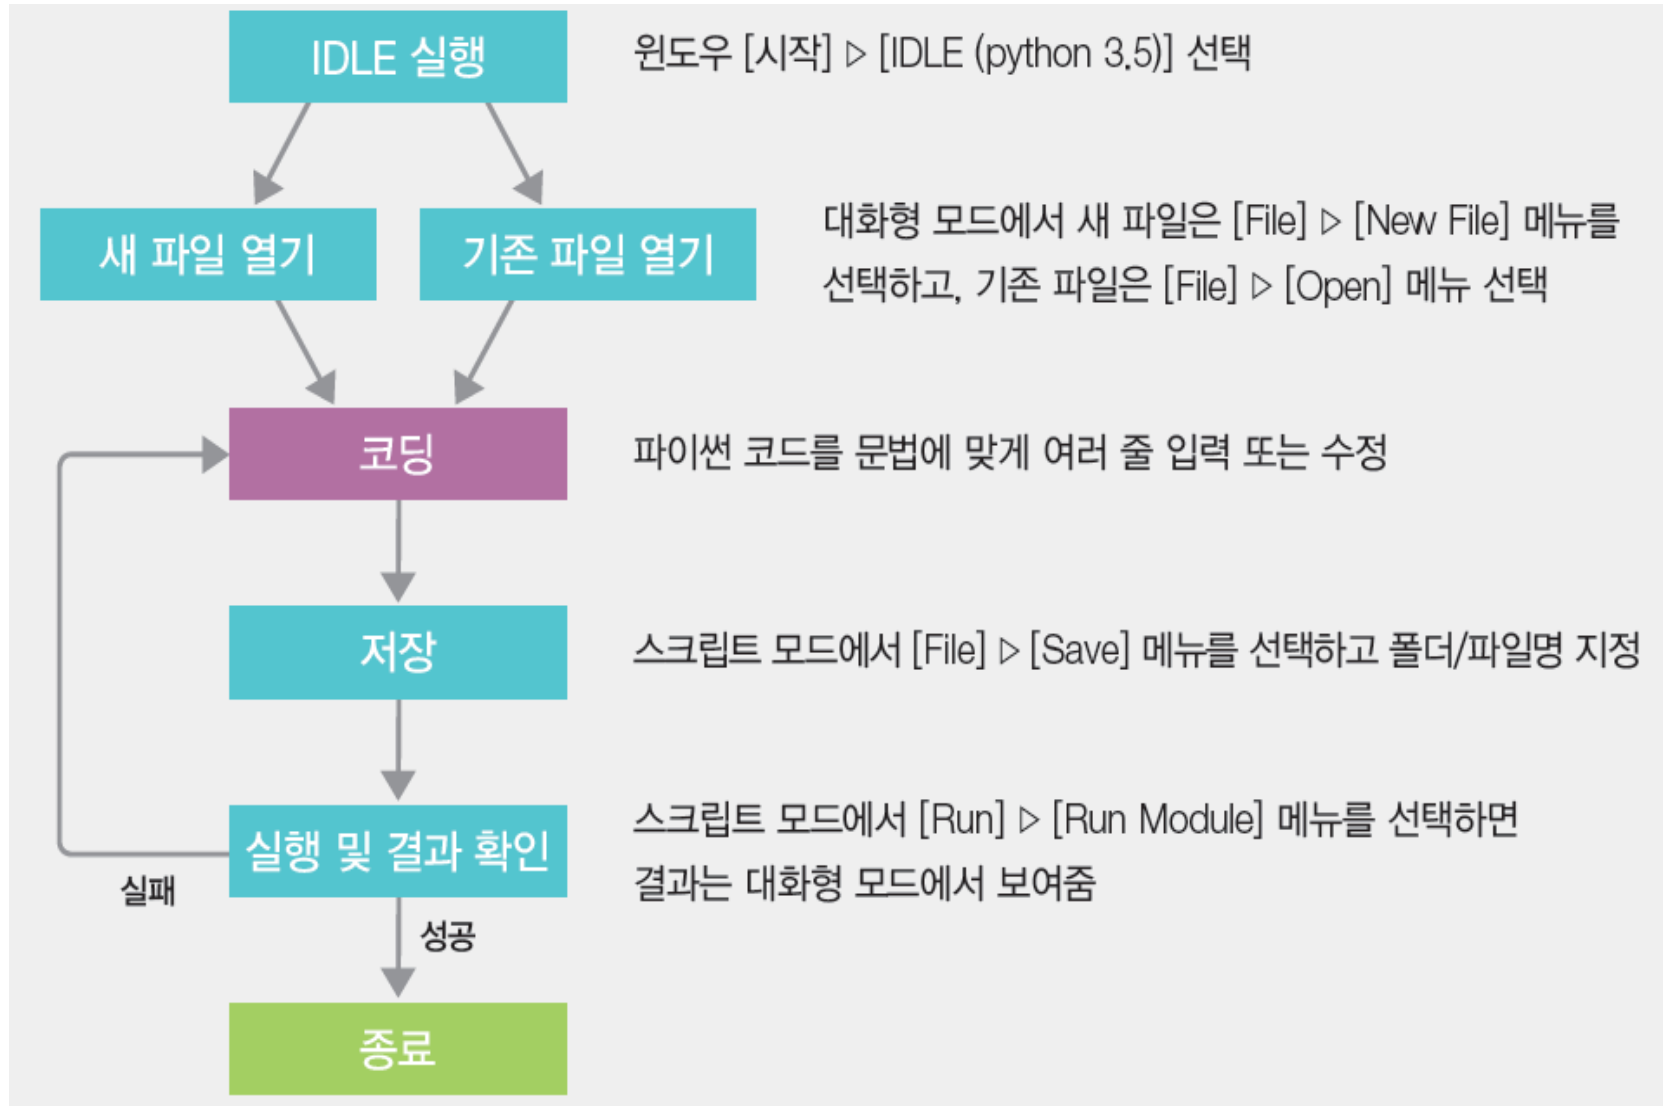 IDLE 실행
윈도우 [시작] ▷ [IDLE (python 3.5)] 선택
새 파일 열기
기존 파일 열기
대화형 모드에서 새 파일은 [File] ▷ [New File] 메뉴를
선택하고, 기존 파일은 [File] ▷ [Open] 메뉴 선택
코딩
파이썬 코드를 문법에 맞게 여러 줄 입력 또는 수정
저장
스크립트 모드에서 [File] ▷ [Save] 메뉴를 선택하고 폴더/파일명 지정
실행 및 결과 확인
스크립트 모드에서 [Run] ▷ [Run Module] 메뉴를 선택하면
결과는 대화형 모드에서 보여줌
실패
성공
종료